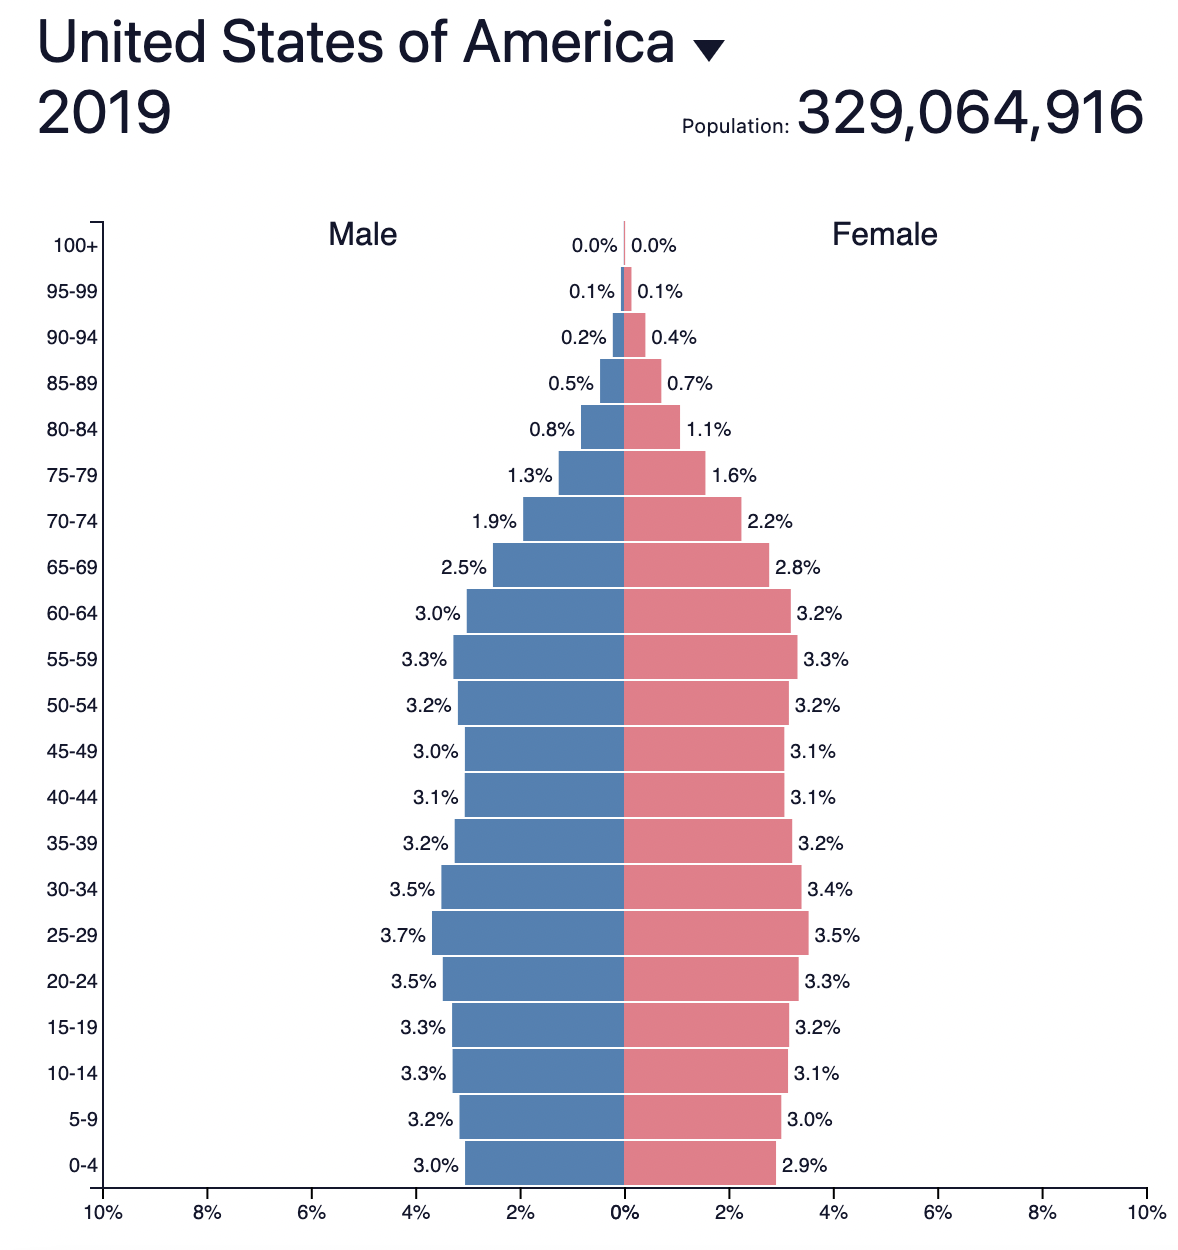 United States of America
2019
Population: 329,064,916
Male Female
100+ 0.0% 0.0%
95-99 0.1% 0.1%
90-94 0.2% 0.4%
85-89 0.5% 0.7%
80-84 0.8% 1.1%
75-79 1.3% 1.6%
70-74 1.9% 2.2%
65-69 2.5% 2.8%
60-64 3.0% 3.2%
55-59 3.3% 3.3%
50-54 3.2% 3.2%
45-49 3.0% 3.1%
40-44 3.1% 3.1%
35-39 3.2% 3.2%
30-34 3.5% 3.4%
25-29 3.7% 3.5%
20-24 3.5% 3.3%
15-19 3.3% 3.2%
10-14 3.3% 3.1%
5-9 3.2% 3.0%
0-4 3.0% 2.9%
10% 8% 6% 4% 2% 0% 2% 4% 6% 8% 10%